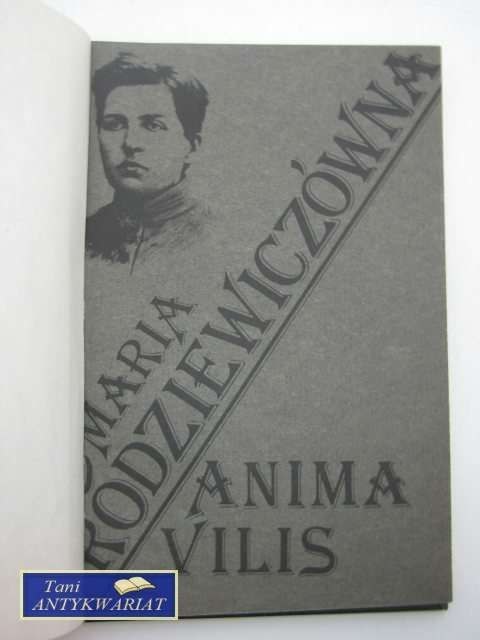 MARIA
RODZIEWICZÓWNA
ANIMA
VILIS
Tani
ANTYKWARIAT